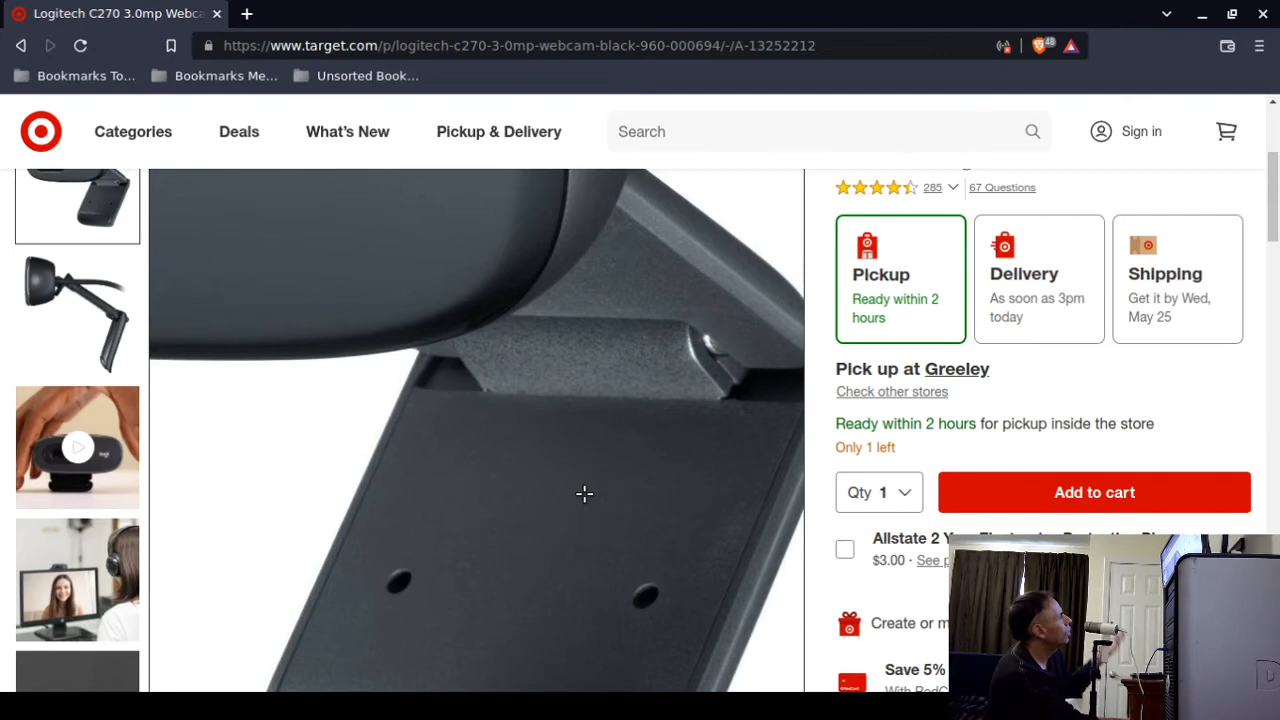 Logitech C270 3.0mp Webc
https://www.target.com/p/logitech-c270-3-0mp-webcam-black-960-000694/-/A-13252212
48
Bookmarks To...
Bookmarks Me...
Unsorted Book...
Categories
Deals
What's New
Pickup & Delivery
Search
Sign in
285
67 Questions
Pickup
Ready within 2
hours
Delivery
As soon as 3pm
today
Shipping
Get it by Wed,
May 25
Pick up at Greeley
Check other stores
Ready within 2 hours for pickup inside the store
Only 1 left
Qty 1
Add to cart
Allstate 2 Y
$3.00 · See
Create or m
Save 5%